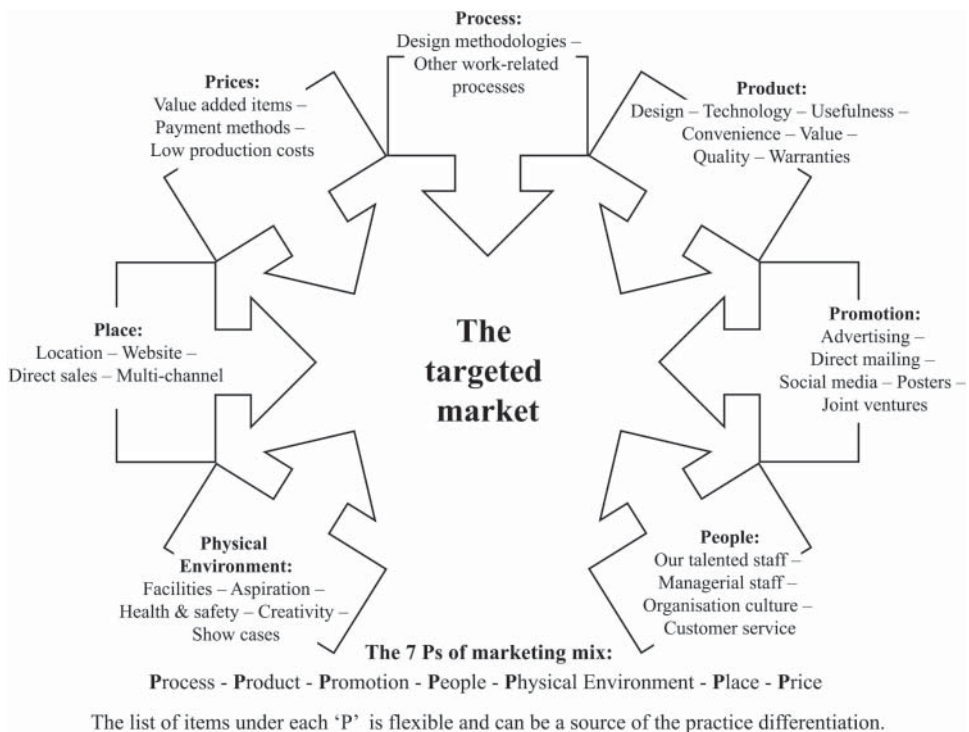 Process:
Design methodologies –
Other work-related
processes
Prices:
Value added items –
Payment methods –
Low production costs
Product:
Design – Technology – Usefulness –
Convenience – Value –
Quality – Warranties
Place:
Location – Website –
Direct sales – Multi-channel
The
targeted
market
Promotion:
Advertising –
Direct mailing –
Social media – Posters –
Joint ventures
Physical
Environment:
Facilities – Aspiration –
Health & safety – Creativity –
Show cases
People:
Our talented staff –
Managerial staff –
Organisation culture –
Customer service
The 7 Ps of marketing mix:
Process - Product - Promotion - People - Physical Environment - Place - Price
The list of items under each ‘P’ is flexible and can be a source of the practice differentiation.